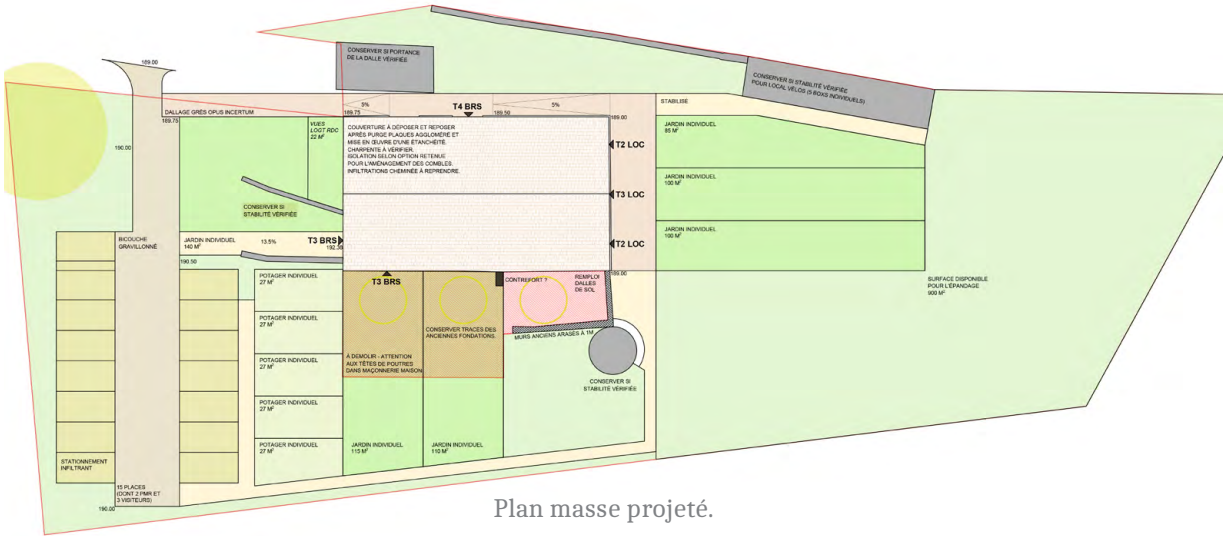 CONSERVER SI PORTANCE
DE LA DALLE VÉRIFIÉE
CONSERVER SI STABILITÉ VÉRIFIÉE
POUR LOCAL VÉLOS (5 BOXS INDIVIDUELS)
189.00
DALLAGE GRÈS OPUS INCERTUM
189.75
5%
189.75
T4 BRS
189.50
5%
189.00
STABILISE
190.00
VUES
LOGT RDC
22 M²
COUVERTURE À DÉPOSER ET REPOSER
APRÈS PURGE PLAQUES AGGLOMÉRÉ ET
MISE EN ŒUVRE D'UNE ÉTANCHÉITÉ.
CHARPENTE À VÉRIFIER.
ISOLATION SELON OPTION RETENUE
POUR L'AMÉNAGEMENT DES COMBLES.
INFILTRATIONS CHEMINÉE À REPRENDRE.
T2 LOC
T3 LOC
T2 LOC
JARDIN INDIVIDUEL
85 M²
JARDIN INDIVIDUEL
100 M²
JARDIN INDIVIDUEL
100 M²
CONSERVER SI
STABILITÉ VÉRIFIÉE
BICOUCHE
GRAVILLONNÉ
JARDIN INDIVIDUEL
140 M²
13.5%
T3 BRS
190.50
POTAGER INDIVIDUEL
27 M²
POTAGER INDIVIDUEL
27 M²
POTAGER INDIVIDUEL
27 M²
POTAGER INDIVIDUEL
27 M²
POTAGER INDIVIDUEL
27 M²
T3 BRS
À DEMOLIR - ATTENTION
AUX TÊTES DE POUTRES
DANS MAÇONNERIE MAISON
CONSERVER TRACES DES
ANCIENNES FONDATIONS.
CONTREFORT ?
REMPLOI
DALLES
DE SOL
189.00
MURS ANCIENS ARASÉS À 1M
CONSERVER SI
STABILITÉ VÉRIFIÉE
SURFACE DISPONIBLE
POUR L'ÉPANDAGE
900 M²
JARDIN INDIVIDUEL
115 M²
JARDIN INDIVIDUEL
110 M²
STATIONNEMENT
INFILTRANT
15 PLACES
(DONT 2 PMR ET
3 VISITEURS)
190.00
Plan masse projeté.